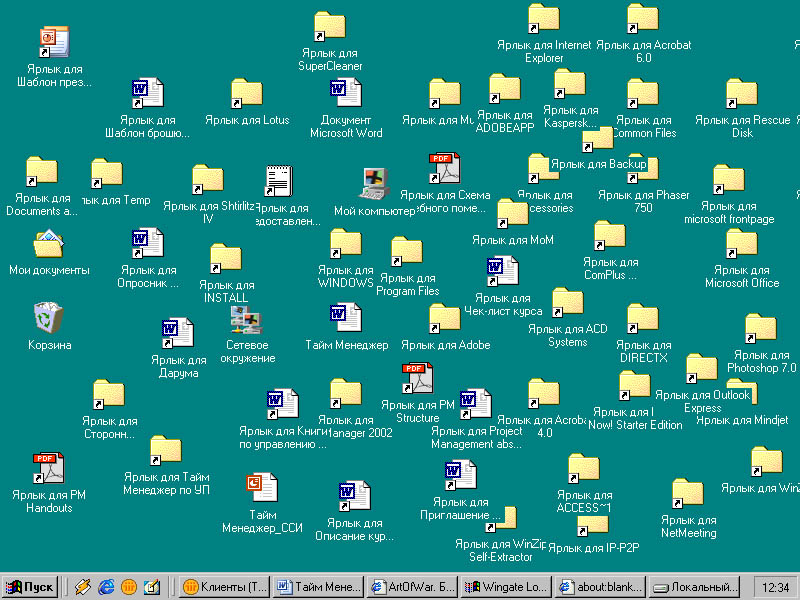 Ярлык для
SuperCleaner
Ярлык для Internet
Explorer
Ярлык для Acrobat
6.0
Ярлык для
Шаблон през...
Ярлык для
Шаблон брошю...
Ярлык для Lotus
Документ
Microsoft Word
Ярлык для
ADOBEAPP
Ярлык для
Kaspersk...
Ярлык для
Common Files
Ярлык для Rescue
Disk
Ярлык для Backup
Ярлык для
Documents a...
Ярлык для Temp
Ярлык для Shtirlitz
IV
Ярлык для
Мой компьютер
Ярлык для Схема
Ярлык для
Ярлык для Phaser
750
Ярлык для
microsoft frontpage
Ярлык для MoM
Мои документы
Ярлык для
Опросник ...
Ярлык для
INSTALL
Ярлык для
WINDOWS
Ярлык для
Program Files
Ярлык для
Чек-лист курса
Ярлык для
ComPlus ...
Ярлык для
Microsoft Office
Корзина
Ярлык для
Дарума
Сетевое
окружение
Тайм Менеджер
Ярлык для Adobe
Ярлык для ACD
Systems
Ярлык для
DIRECTX
Ярлык для
Photoshop 7.0
Ярлык для
Сторонн...
Ярлык для Книги
по управлению ...
Ярлык для
Manager 2002
Ярлык для PM
Structure
Ярлык для Project
Management abs...
Ярлык для Acroba
4.0
Ярлык для
Now! Starter Edition
Ярлык для Outlook
Express
Ярлык для Mindjet
Ярлык для PM
Handouts
Ярлык для Тайм
Менеджер по УП
Тайм
Менеджер_ССИ
Ярлык для
Описание кур...
Ярлык для
Приглашение ...
Ярлык для WinZip
Self-Extractor
Ярлык для
ACCESS~1
Ярлык для IP-P2P
Ярлык для
NetMeeting
Ярлык для WinZ
Пуск
Клиенты (Т...
Тайм Мене...
ArtOfWar. Б...
Wingate Lo...
about:blank...
Локальный...
12:34